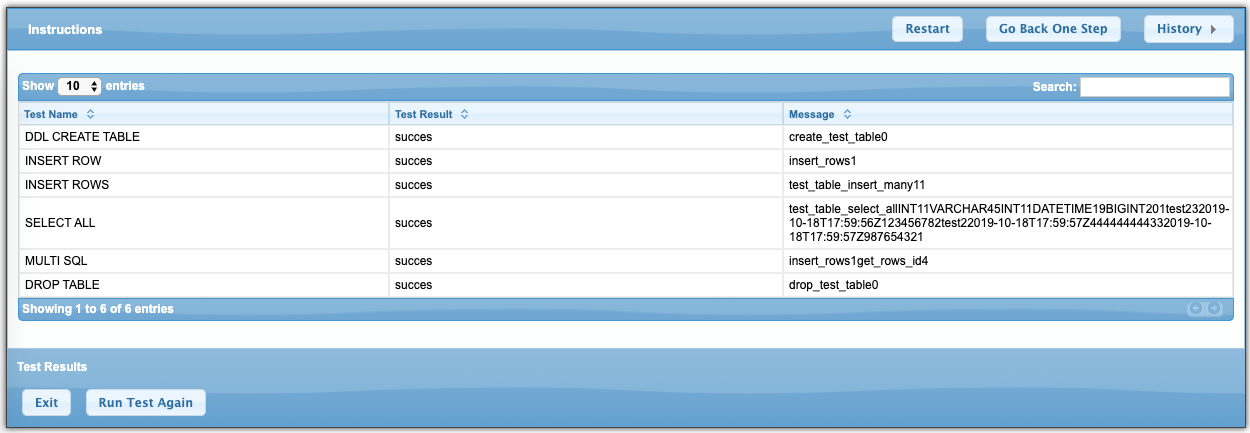 Instructions
Restart
Go Back One Step
History
Show 10 entries
Search:
Test Name Test Result Message
DDL CREATE TABLE succes create_test_table0
INSERT ROW succes insert_rows1
INSERT ROWS succes test_table_insert_many11
SELECT ALL succes test_table_select_allINT11VARCHAR45INT11DATETIME19BIGINT201test232019-
10-18T17:59:56Z123456782test22019-10-18T17:59:57Z444444444332019-10-
18T17:59:57Z987654321
MULTI SQL succes insert_rows1get_rows_id4
DROP TABLE succes drop_test_table0
Showing 1 to 6 of 6 entries
Test Results
Exit
Run Test Again